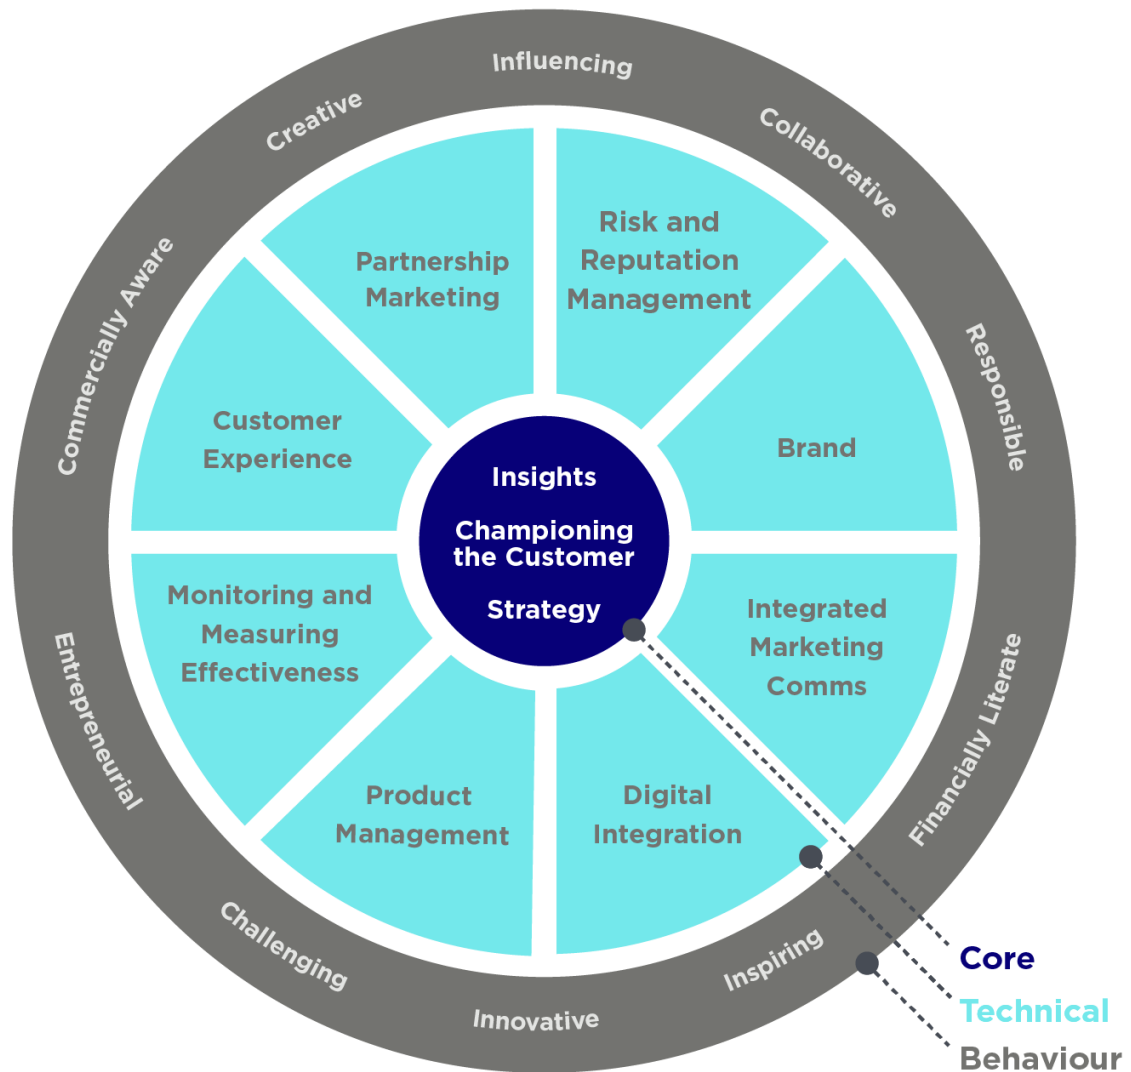 Influencing
Collaborative
Responsible
Financially Literate
Inspiring
Innovative
Challenging
Entrepreneurial
Commercially Aware
Creative
Partnership
Marketing
Risk and
Reputation
Management
Brand
Integrated
Marketing
Comms
Digital
Integration
Product
Management
Monitoring and
Measuring
Effectiveness
Customer
Experience
Insights
Championing
the Customer
Strategy
Core
Technical
Behaviour